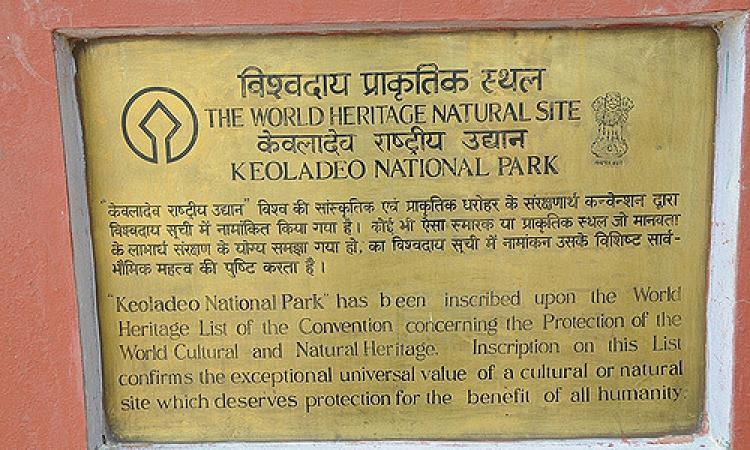 विश्वदाय प्राकृतिक स्थल
THE WORLD HERITAGE NATURAL SITE
केवलादेव राष्ट्रीय उद्यान
KEOLADEO NATIONAL PARK
"केवलादेव राष्ट्रीय उद्यान" विश्व की सांस्कृतिक एवं प्राकृतिक धरोहर के संरक्षणार्थ कन्वेन्शन द्वारा
विश्वदाय सूची में नामांकित किया गया है। कोई भी ऐसा स्मारक या प्राकृतिक स्थल जो मानवता
के लाभार्थ संरक्षण के योग्य समझा गया हो, का विश्वदाय सूची में नामांकन उसके विशिष्ट सार्व-
भौमिक महत्व की पुष्टि करता है।
"Keoladeo National Park" has been inscribed upon the World
Heritage List of the Convention concerning the Protection of the
World Cultural and Natural Heritage. Inscription on this List
confirms the exceptional universal value of a cultural or natural
site which deserves protection for the benefit of all humanity.